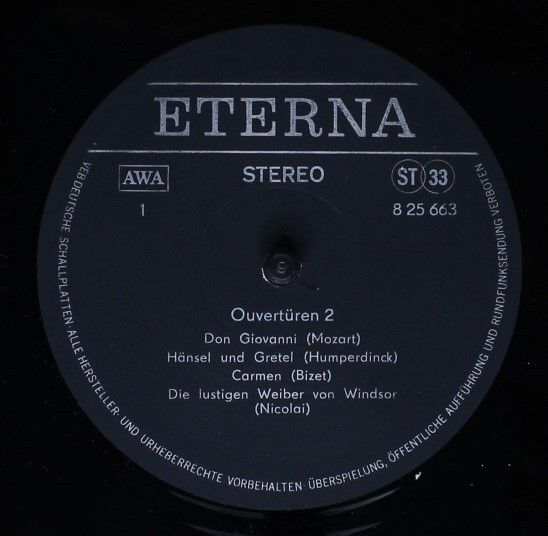 ETERNA
AWA STEREO ST 33
1 8 25 663
Ouvertüren 2
Don Giovanni (Mozart)
Hänsel und Gretel (Humperdinck)
Carmen (Bizet)
Die lustigen Weiber von Windsor
(Nicolai)
VEB DEUTSCHE SCHALLPLATTEN ALLE HERSTELLER- UND URHEBERRECHTE VORBEHALTEN · ÜBERSPIELUNG, ÖFFENTLICHE AUFFÜHRUNG UND RUNDFUNKSENDUNG VERBOTEN